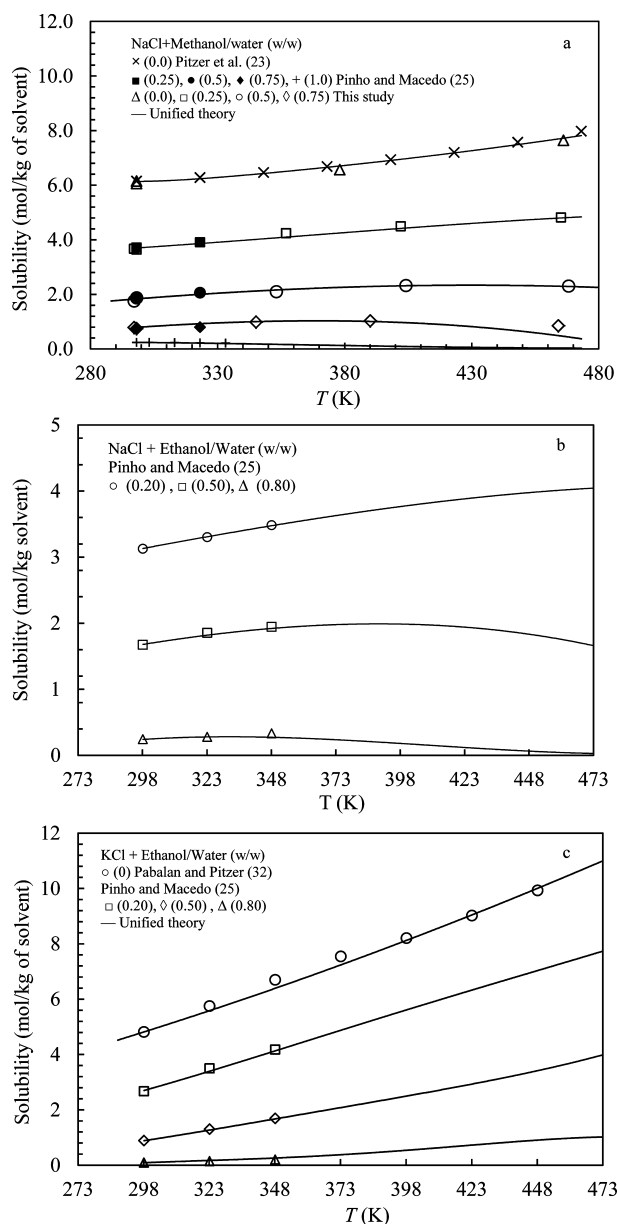 12.0
NaCl+Methanol/water (w/w)
a
× (0.0) Pitzer et al. (23)
■ (0.25), ● (0.5), ♦ (0.75), + (1.0) Pinho and Macedo (25)
Δ (0.0), □ (0.25), ○ (0.5), ◊ (0.75) This study
— Unified theory
10.0
8.0
6.0
4.0
2.0
0.0
Solubility (mol/kg of solvent)
280 330 380 430 480
T (K)
5
NaCl + Ethanol/Water (w/w)
b
Pinho and Macedo (25)
○ (0.20) , □ (0.50), Δ (0.80)
4
3
2
1
0
Solubility (mol/kg solvent)
273 298 323 348 373 398 423 448 473
T (K)
12
KCl + Ethanol/Water (w/w)
c
○ (0) Pabalan and Pitzer (32)
Pinho and Macedo (25)
□ (0.20), ◊ (0.50) , Δ (0.80)
— Unified theory
10
8
6
4
2
0
Solubility (mol/kg of solvent)
273 298 323 348 373 398 423 448 473
T (K)